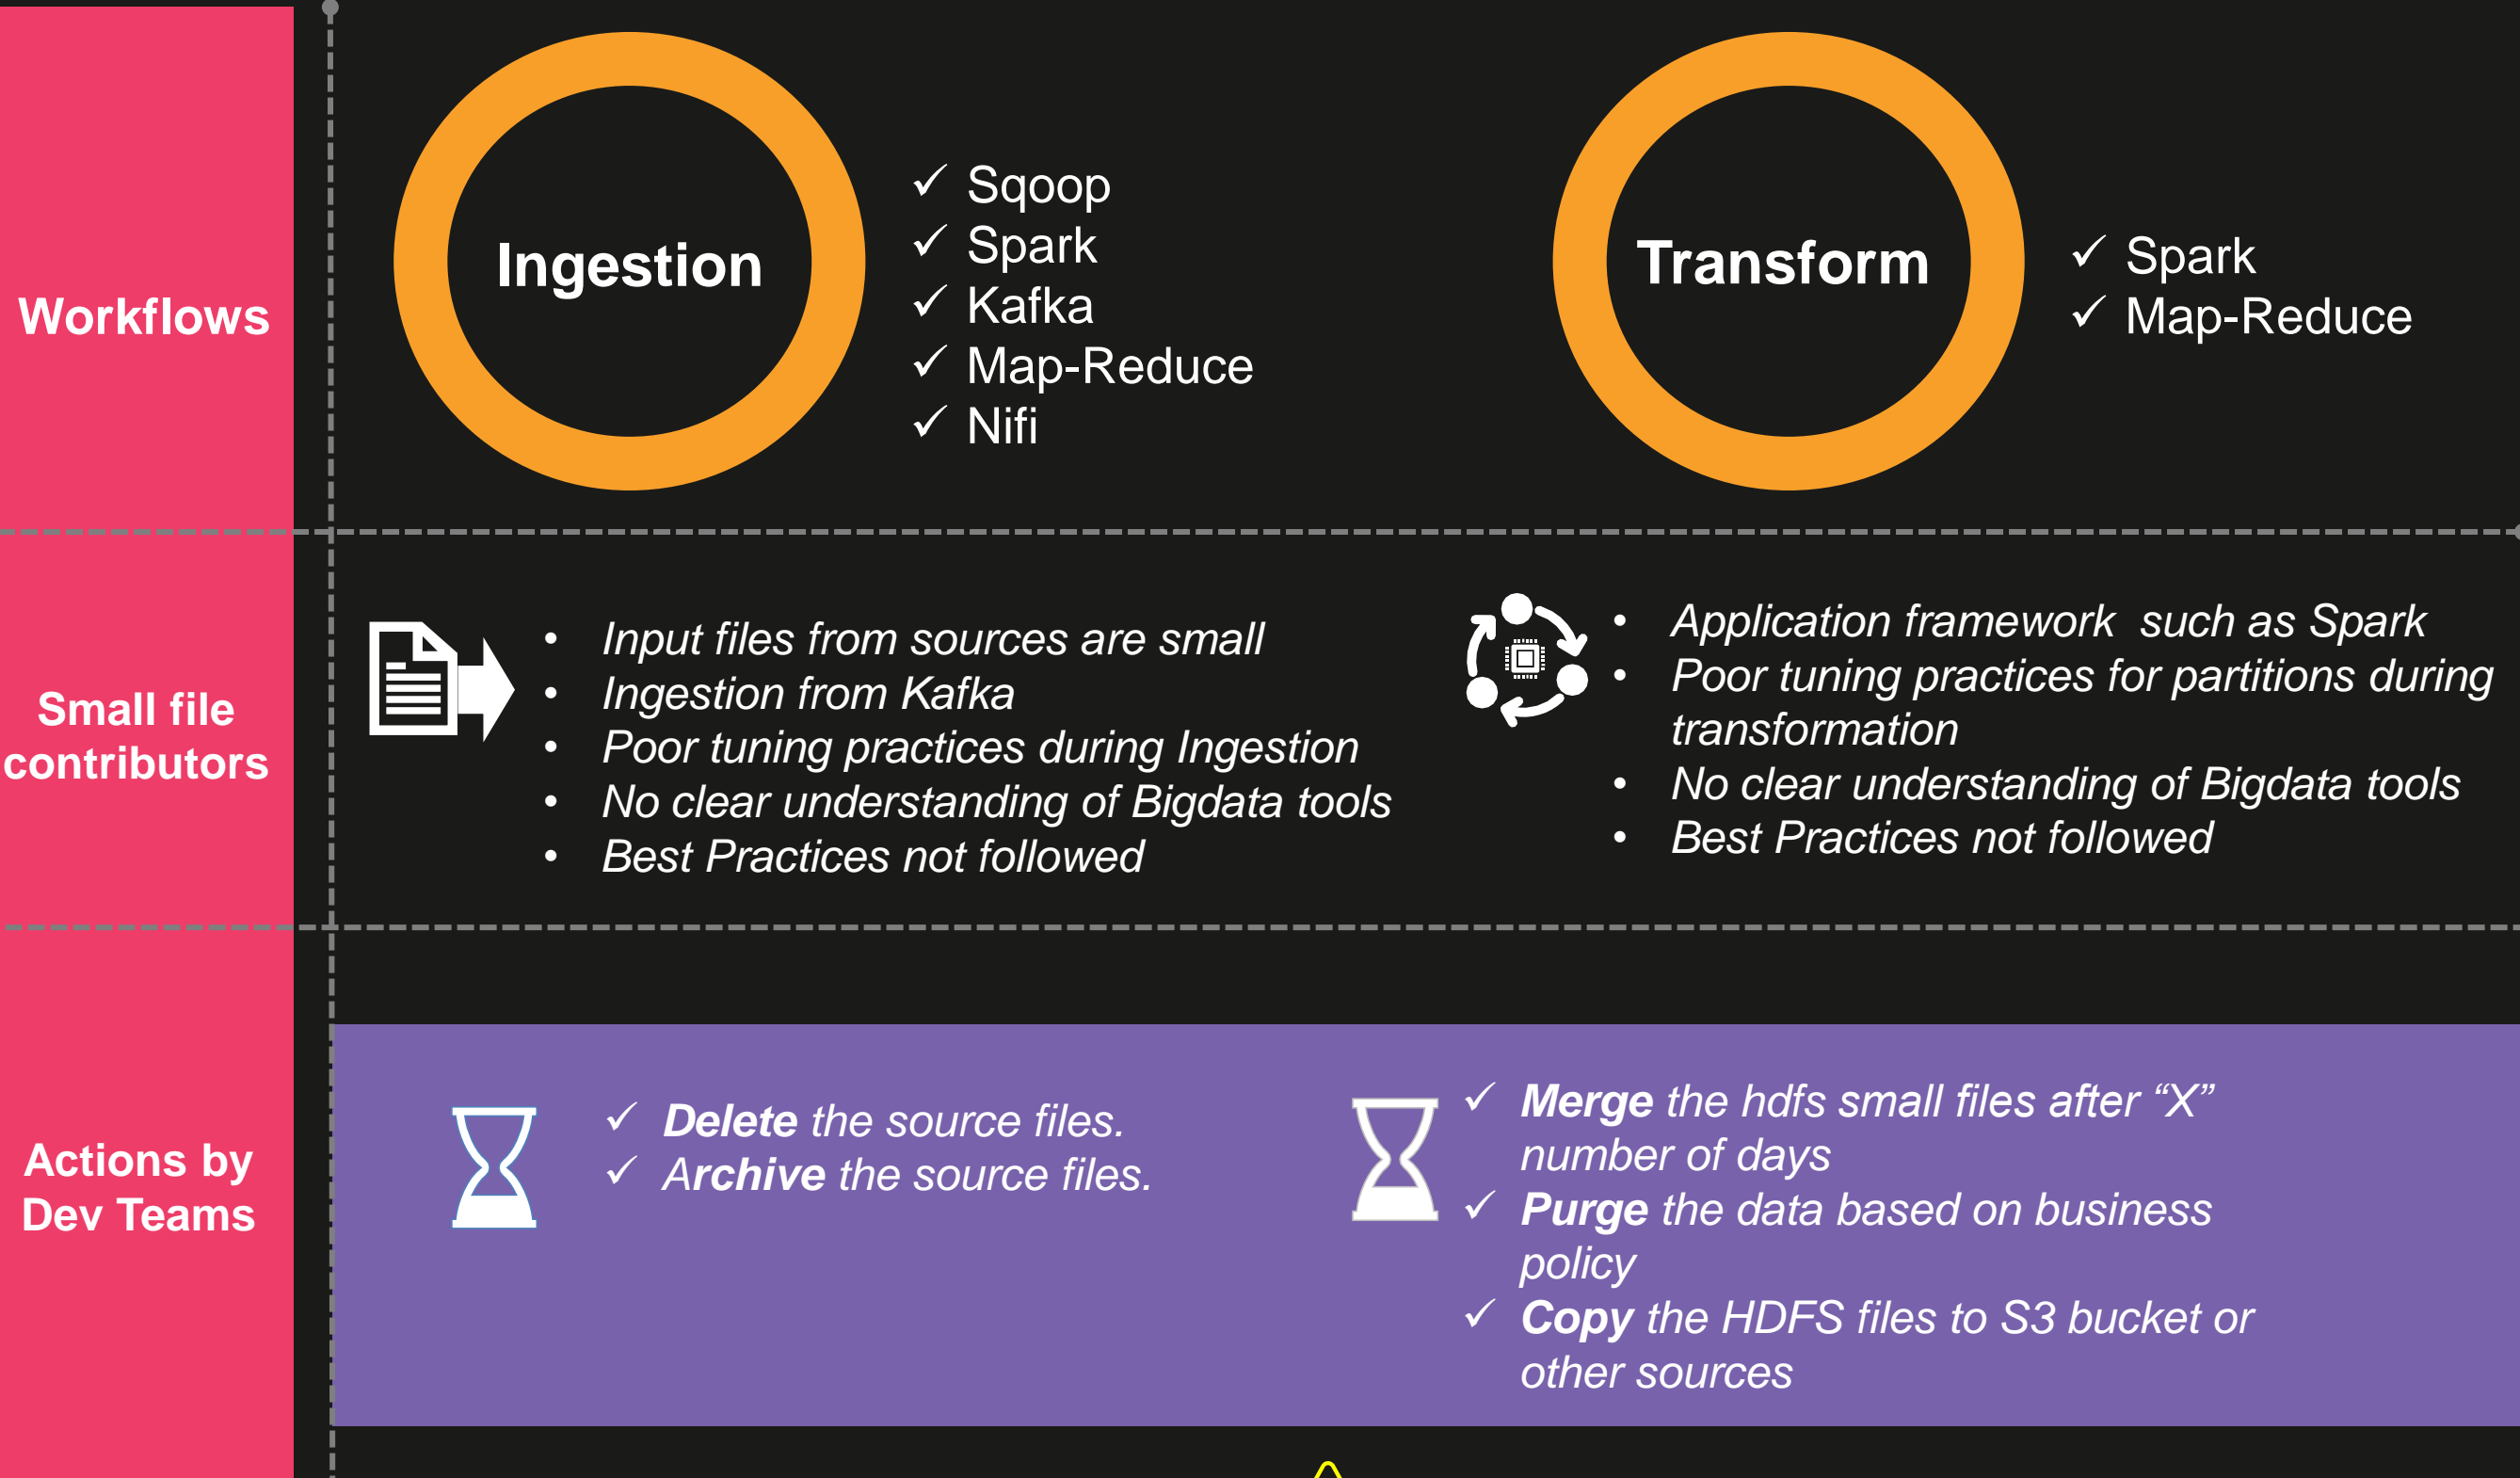 Workflows
Ingestion
Sqoop
Spark
Kafka
Map-Reduce
Nifi
Transform
Spark
Map-Reduce
Small file
contributors
Input files from sources are small
Ingestion from Kafka
Poor tuning practices during Ingestion
No clear understanding of Bigdata tools
Best Practices not followed
Application framework  such as Spark
Poor tuning practices for partitions during
transformation
No clear understanding of Bigdata tools
Best Practices not followed
Actions by
Dev Teams
Delete the source files.
Archive the source files.
Merge the hdfs small files after “X”
number of days
Purge the data based on business
policy
Copy the HDFS files to S3 bucket or
other sources